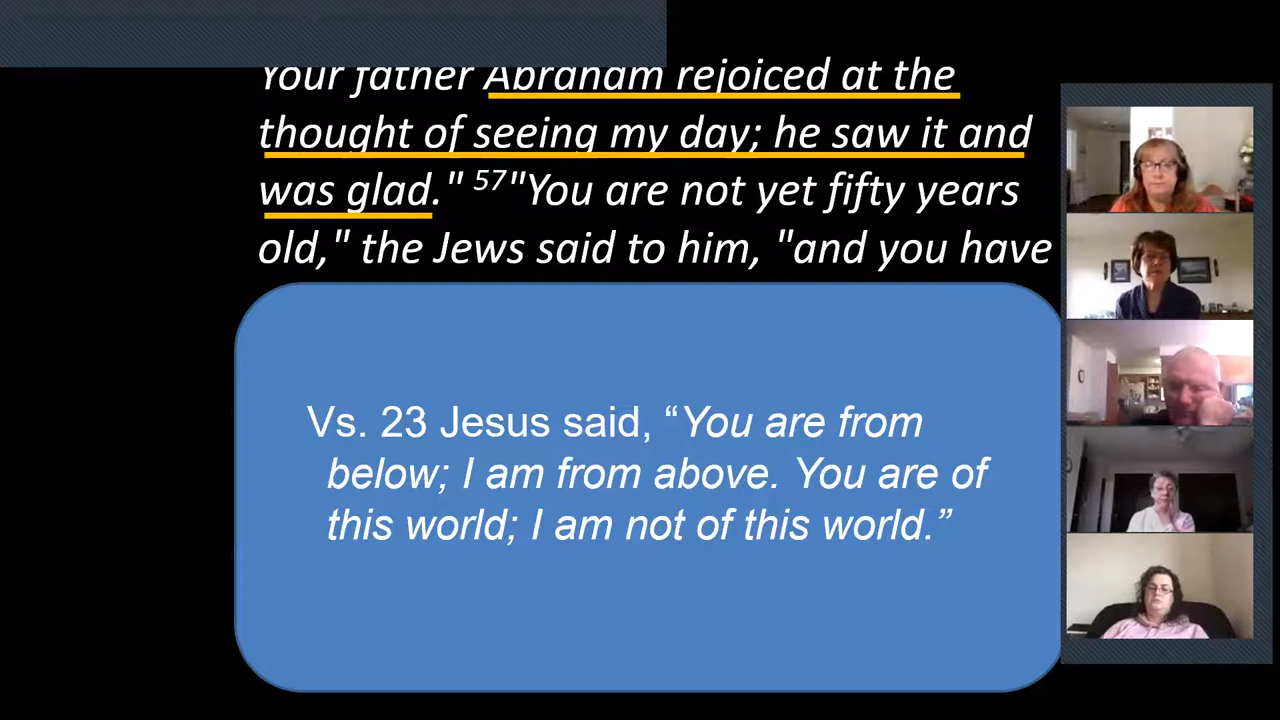 Your father Abraham rejoiced at the
thought of seeing my day; he saw it and
was glad." 57"You are not yet fifty years
old," the Jews said to him, "and you have
Vs. 23 Jesus said, “You are from
below; I am from above. You are of
this world; I am not of this world.”